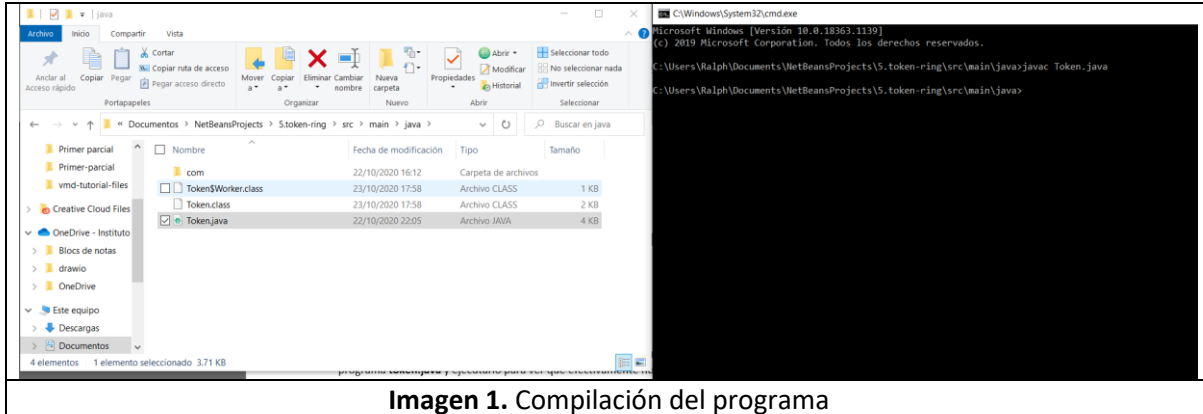 java
Archivo Inicio Compartir Vista
Anclar al Acceso rápido
Copiar
Pegar
Cortar
Copiar ruta de acceso
Pegar acceso directo
Portapapeles
Mover a
Copiar a
Eliminar
Cambiar nombre
Organizar
Nueva carpeta
Nuevo
Propiedades
Abrir
Modificar
Historial
Abrir
Seleccionar todo
No seleccionar nada
Invertir selección
Seleccionar
« Documentos > NetBeansProjects > 5.token-ring > src > main > java >
Buscar en java
Primer parcial
Primer-parcial
vmd-tutorial-files
Creative Cloud Files
OneDrive - Instituto
Blocs de notas
drawio
OneDrive
Este equipo
Descargas
Documentos
Nombre Fecha de modificación Tipo Tamaño
com 22/10/2020 16:12 Carpeta de archivos
Token$Worker.class 23/10/2020 17:58 Archivo CLASS 1 KB
Token.class 23/10/2020 17:58 Archivo CLASS 2 KB
Token.java 22/10/2020 22:05 Archivo JAVA 4 KB
4 elementos 1 elemento seleccionado 3.71 KB
C:\Windows\System32\cmd.exe
Microsoft Windows [Versión 10.0.18363.1139]
(c) 2019 Microsoft Corporation. Todos los derechos reservados.
C:\Users\Ralph\Documents\NetBeansProjects\5.token-ring\src\main\java>javac Token.java
C:\Users\Ralph\Documents\NetBeansProjects\5.token-ring\src\main\java>
Imagen 1. Compilación del programa